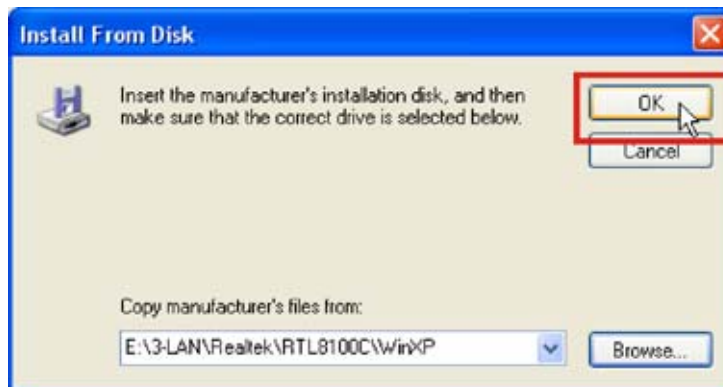 Install From Disk
Insert the manufacturer's installation disk, and then
make sure that the correct drive is selected below.
OK
Cancel
Copy manufacturer's files from:
E:\3-LAN\Realtek\RTL8100C\WinXP
Browse...